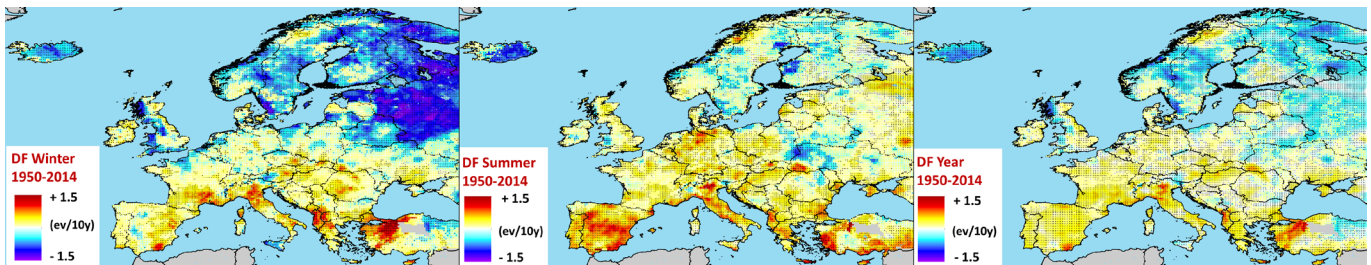 DF Winter
1950-2014
+ 1.5
(ev/10y)
- 1.5
DF Summer
1950-2014
+ 1.5
(ev/10y)
- 1.5
DF Year
1950-2014
+ 1.5
(ev/10y)
- 1.5